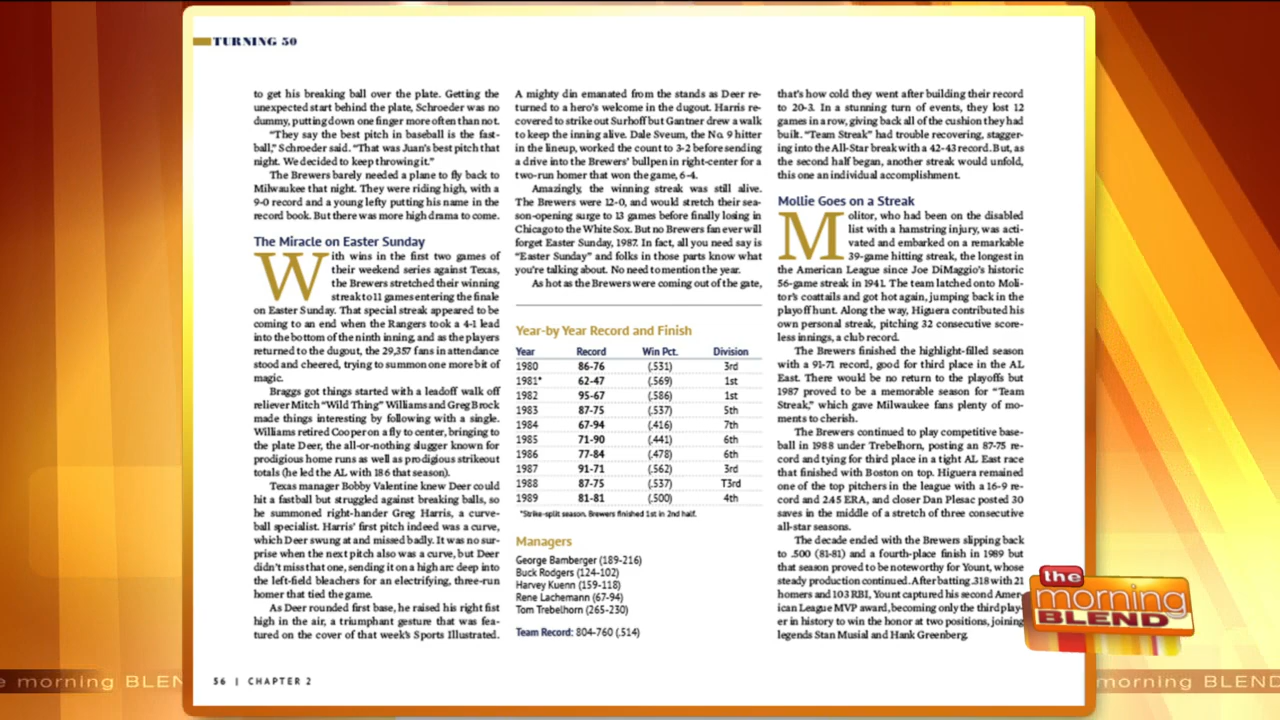 TURNING 50
to get his breaking ball over the plate. Getting the
unexpected start behind the plate, Schroeder was no
dummy, putting down one finger more often than not.
"They say the best pitch in baseball is the fast-
ball," Schroeder said. "That was Juan's best pitch that
night. We decided to keep throwing it."
The Brewers barely needed a plane to fly back to
Milwaukee that night. They were riding high, with a
9-0 record and a young lefty putting his name in the
record book. But there was more high drama to come.
The Miracle on Easter Sunday
With wins in the first two games of
their weekend series against Texas,
the Brewers stretched their winning
streak to 11 games entering the finale
on Easter Sunday. That special streak appeared to be
coming to an end when the Rangers took a 4-1 lead
into the bottom of the ninth inning, and as the players
returned to the dugout, the 29,357 fans in attendance
stood and cheered, trying to summon one more bit of
magic.
Braggs got things started with a leadoff walk off
reliever Mitch "Wild Thing" Williams and Greg Brock
made things interesting by following with a single.
Williams retired Cooper on a fly to center, bringing to
the plate Deer, the all-or-nothing slugger known for
prodigious home runs as well as prodigious strikeout
totals (he led the AL with 186 that season).
Texas manager Bobby Valentine knew Deer could
hit a fastball but struggled against breaking balls, so
he summoned right-hander Greg Harris, a curve-
ball specialist. Harris' first pitch indeed was a curve,
which Deer swung at and missed badly. It was no sur-
prise when the next pitch also was a curve, but Deer
didn't miss that one, sending it on a high arc deep into
the left-field bleachers for an electrifying, three-run
homer that tied the game.
As Deer rounded first base, he raised his right fist
high in the air, a triumphant gesture that was fea-
tured on the cover of that week's Sports Illustrated.
A mighty din emanated from the stands as Deer re-
turned to a hero's welcome in the dugout. Harris re-
covered to strike out Surhoff but Gantner drew a walk
to keep the inning alive. Dale Sveum, the No. 9 hitter
in the lineup, worked the count to 3-2 before sending
a drive into the Brewers' bullpen in right-center for a
two-run homer that won the game, 6-4.
Amazingly, the winning streak was still alive.
The Brewers were 12-0, and would stretch their sea-
son-opening surge to 13 games before finally losing in
Chicago to the White Sox. But no Brewers fan ever will
forget Easter Sunday, 1987. In fact, all you need say is
"Easter Sunday" and folks in those parts know what
you're talking about. No need to mention the year.
As hot as the Brewers were coming out of the gate,
Year-by Year Record and Finish
Year Record Win Pct. Division
1980 86-76 (.531) 3rd
1981* 62-47 (.569) 1st
1982 95-67 (.586) 1st
1983 87-75 (.537) 5th
1984 67-94 (.416) 7th
1985 71-90 (.441) 6th
1986 77-84 (.478) 6th
1987 91-71 (.562) 3rd
1988 87-75 (.537) T3rd
1989 81-81 (.500) 4th
*Strike-split season. Brewers finished 1st in 2nd half.
Managers
George Bamberger (189-216)
Buck Rodgers (124-102)
Harvey Kuenn (159-118)
Rene Lachemann (67-94)
Tom Trebelhorn (265-230)
Team Record: 804-760 (.514)
that's how cold they went after building their record
to 20-3. In a stunning turn of events, they lost 12
games in a row, giving back all of the cushion they had
built. "Team Streak" had trouble recovering, stagger-
ing into the All-Star break with a 42-43 record. But, as
the second half began, another streak would unfold,
this one an individual accomplishment.
Mollie Goes on a Streak
Molitor, who had been on the disabled
list with a hamstring injury, was acti-
vated and embarked on a remarkable
39-game hitting streak, the longest in
the American League since Joe DiMaggio's historic
56-game streak in 1941. The team latched onto Moli-
tor's coattails and got hot again, jumping back in the
playoff hunt. Along the way, Higuera contributed his
own personal streak, pitching 32 consecutive score-
less innings, a club record.
The Brewers finished the highlight-filled season
with a 91-71 record, good for third place in the AL
East. There would be no return to the playoffs but
1987 proved to be a memorable season for "Team
Streak," which gave Milwaukee fans plenty of mo-
ments to cherish.
The Brewers continued to play competitive base-
ball in 1988 under Trebelhorn, posting an 87-75 re-
cord and tying for third place in a tight AL East race
that finished with Boston on top. Higuera remained
one of the top pitchers in the league with a 16-9 re-
cord and 2.45 ERA, and closer Dan Plesac posted 30
saves in the middle of a stretch of three consecutive
all-star seasons.
The decade ended with the Brewers slipping back
to .500 (81-81) and a fourth-place finish in 1989 but
that season proved to be noteworthy for Yount, whose
steady production continued. After batting .318 with 21
homers and 103 RBI, Yount captured his second Amer-
ican League MVP award, becoming only the third play-
er in history to win the honor at two positions, joining
legends Stan Musial and Hank Greenberg.
56 | CHAPTER 2
the
morning
BLEND
e morning BLEN
morning BLEND